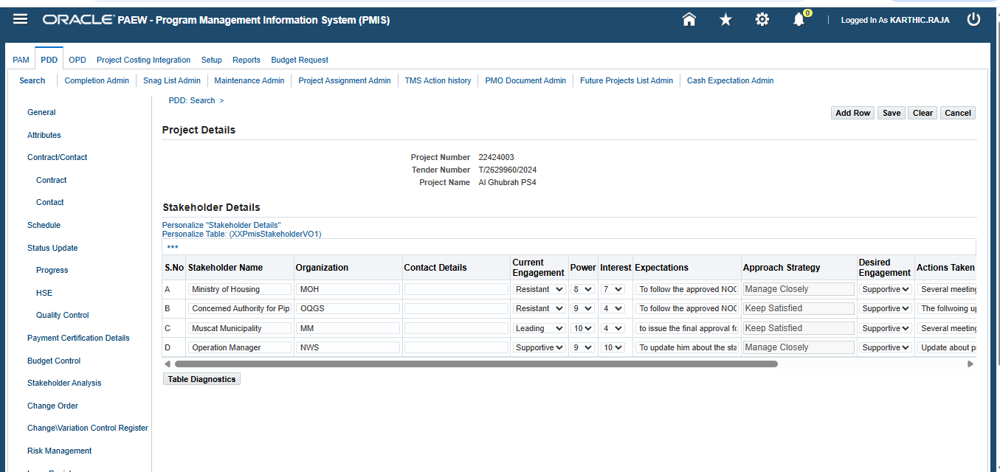 ORACLE PAEW - Program Management Information System (PMIS)
0
Logged In As KARTHIC.RAJA
PAM PDD OPD Project Costing Integration Setup Reports Budget Request
Search Completion Admin Snag List Admin Maintenance Admin Project Assignment Admin TMS Action history PMO Document Admin Future Projects List Admin Cash Expectation Admin
General
Attributes
Contract/Contact
Contract
Contact
Schedule
Status Update
Progress
HSE
Quality Control
Payment Certification Details
Budget Control
Stakeholder Analysis
Change Order
Change\Variation Control Register
Risk Management
PDD: Search >
Add Row Save Clear Cancel
Project Details
Project Number 22424003
Tender Number T/2629960/2024
Project Name Al Ghubrah PS4
Stakeholder Details
Personalize "Stakeholder Details"
Personalize Table: (XXPmisStakeholderVO1)
S.No Stakeholder Name Organization Contact Details Current Engagement Power Interest Expectations Approach Strategy Desired Engagement Actions Taken
A Ministry of Housing MOH Resistant 8 7 To follow the approved NOC Manage Closely Supportive Several meeting
B Concerned Authority for Pip OQGS Resistant 9 4 To follow the approved NOC Keep Satisfied Supportive The follwoing up
C Muscat Municipality MM Leading 10 4 to issue the final approval fo Keep Satisfied Supportive Several meeting
D Operation Manager NWS Supportive 9 10 To update him about the sta Manage Closely Supportive Update about p
Table Diagnostics